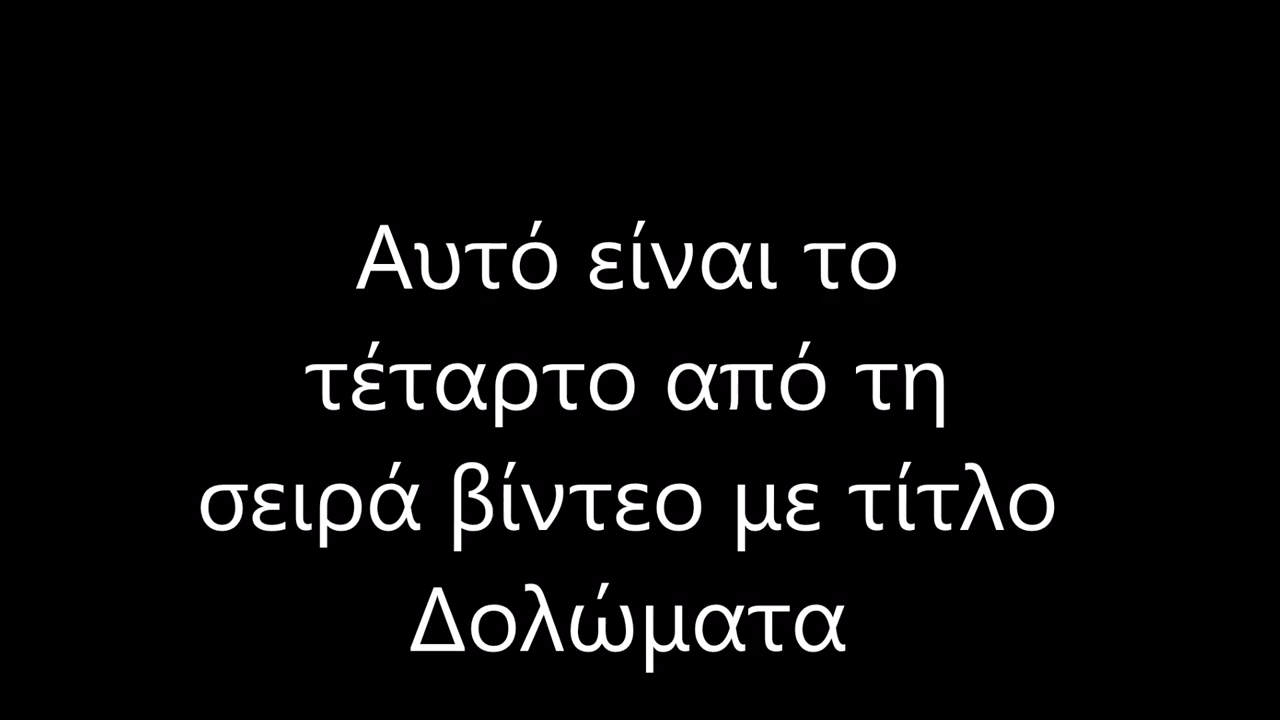 Αυτό είναι το
τέταρτο από τη
σειρά βίντεο με τίτλο
Δολώματα